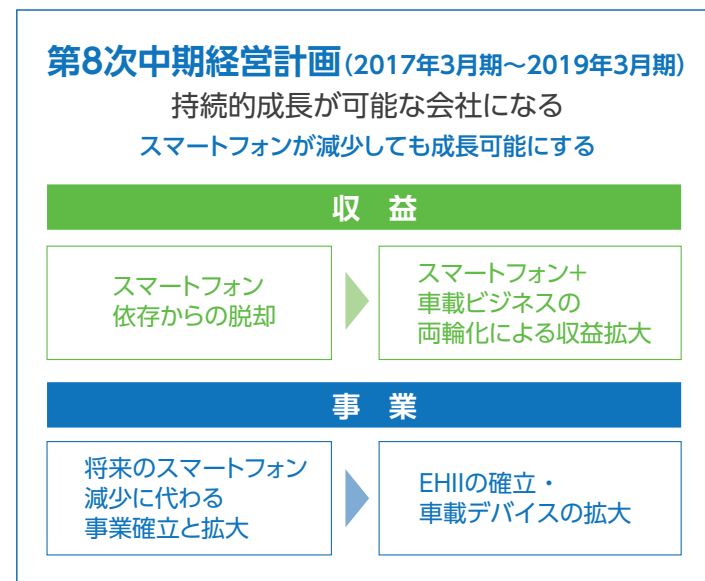 第8次中期経営計画(2017年3月期～2019年3月期)
持続的成長が可能な会社になる
スマートフォンが減少しても成長可能にする
収 益
スマートフォン
依存からの脱却
スマートフォン+
車載ビジネスの
両輪化による収益拡大
事 業
将来のスマートフォン
減少に代わる
事業確立と拡大
EHIIの確立・
車載デバイスの拡大